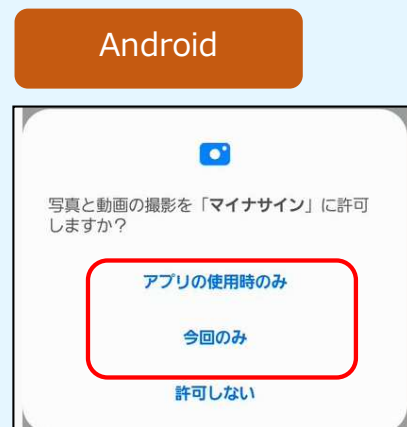 Android
写真と動画の撮影を「マイナサイン」に許可
しますか？
アプリの使用時のみ
今回のみ
許可しない